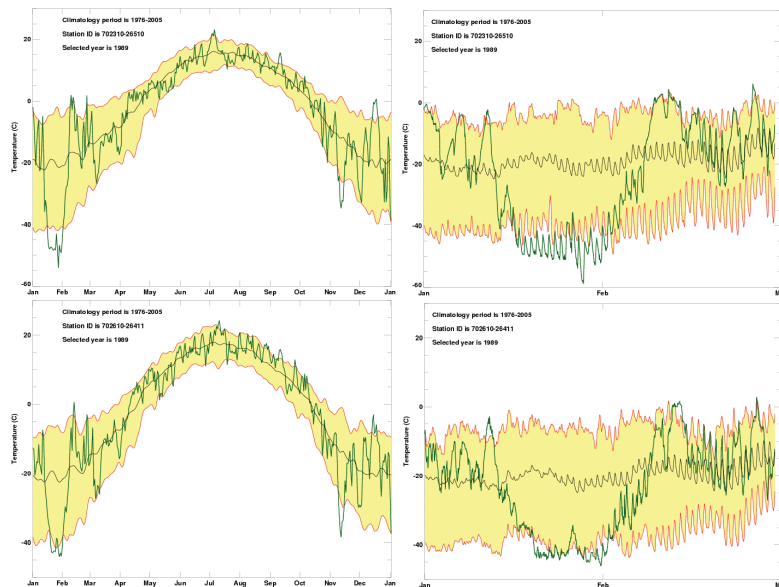 Climatology period is 1976-2005
Station ID is 702310-26510
Selected year is 1989
Temperature (C)
20
0
-20
-40
-60
Jan Feb Mar Apr May Jun Jul Aug Sep Oct Nov Dec Jan
Climatology period is 1976-2005
Station ID is 702310-26510
Selected year is 1989
Temperature (C)
20
0
-20
-40
-60
Jan Feb M
Climatology period is 1976-2005
Station ID is 702610-26411
Selected year is 1989
Temperature (C)
20
0
-20
-40
Jan Feb Mar Apr May Jun Jul Aug Sep Oct Nov Dec Jan
Climatology period is 1976-2005
Station ID is 702610-26411
Selected year is 1989
Temperature (C)
20
0
-20
-40
Jan Feb M